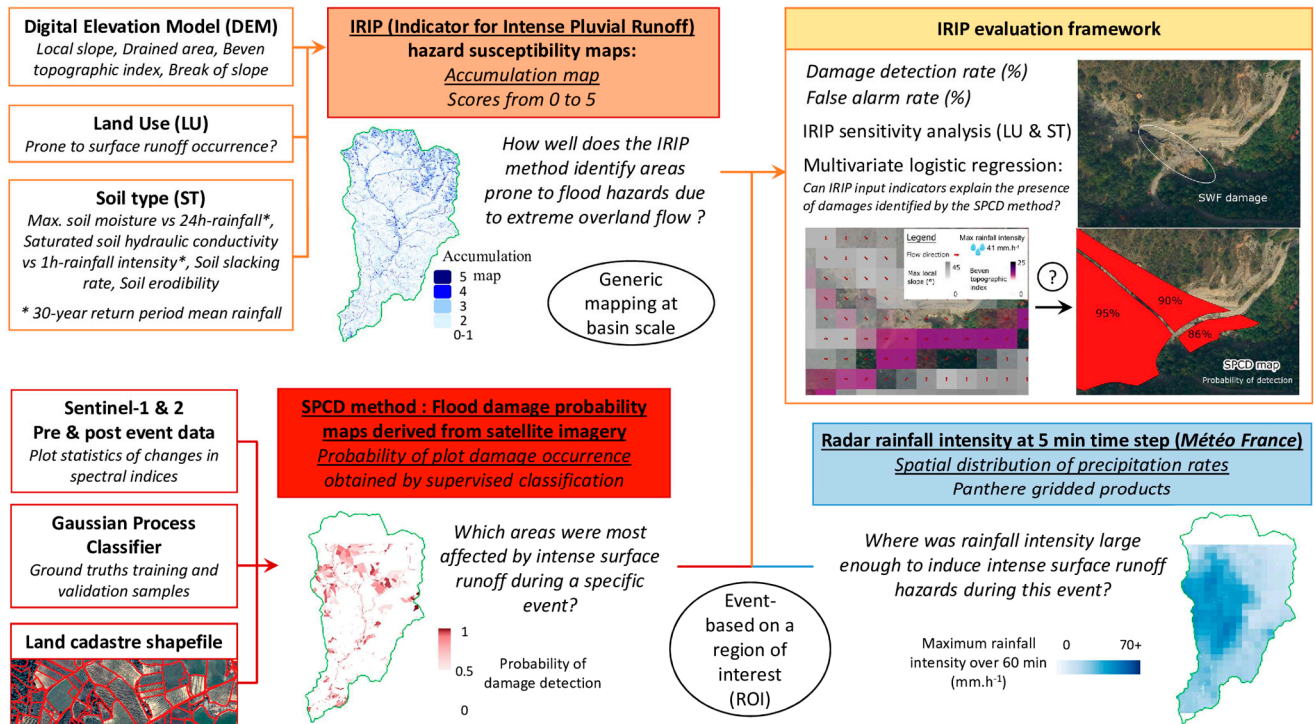 Digital Elevation Model (DEM)
Local slope, Drained area, Beven
topographic index, Break of slope
Land Use (LU)
Prone to surface runoff occurrence?
Soil type (ST)
Max. soil moisture vs 24h-rainfall*,
Saturated soil hydraulic conductivity
vs 1h-rainfall intensity*, Soil slacking
rate, Soil erodibility
* 30-year return period mean rainfall
IRIP (Indicator for Intense Pluvial Runoff)
hazard susceptibility maps:
Accumulation map
Scores from 0 to 5
How well does the IRIP
method identify areas
prone to flood hazards due
to extreme overland flow ?
Accumulation
map
5
4
3
2
0-1
Generic
mapping at
basin scale
IRIP evaluation framework
Damage detection rate (%)
False alarm rate (%)
IRIP sensitivity analysis (LU & ST)
Multivariate logistic regression:
Can IRIP input indicators explain the presence
of damages identified by the SPCD method?
SWF damage
Legend
Flow direction
Max local
slope (°)
45
0
Max rainfall intensity
41 mm.h-1
Beven
topographic
index
25
0
?
95%
90%
86%
SPCD map
Probability of detection
Sentinel-1 & 2
Pre & post event data
Plot statistics of changes in
spectral indices
Gaussian Process
Classifier
Ground truths training and
validation samples
Land cadastre shapefile
SPCD method : Flood damage probability
maps derived from satellite imagery
Probability of plot damage occurrence
obtained by supervised classification
Which areas were most
affected by intense surface
runoff during a specific
event?
1
0.5
0
Probability of
damage detection
Event-
based on a
region of
interest
(ROI)
Radar rainfall intensity at 5 min time step (Météo France)
Spatial distribution of precipitation rates
Panthere gridded products
Where was rainfall intensity large
enough to induce intense surface runoff
hazards during this event?
Maximum rainfall
intensity over 60 min
(mm.h-1)
0
70+